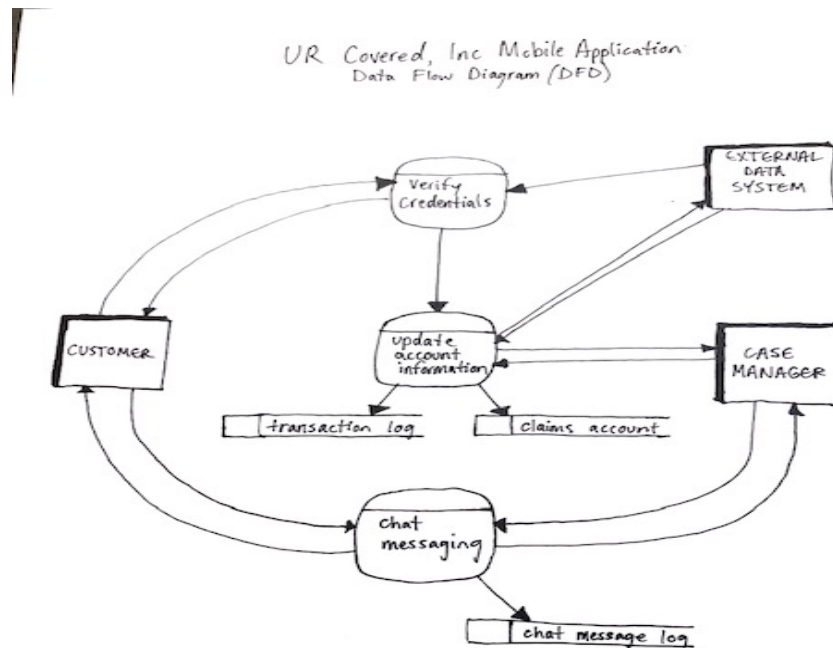 UR Covered, Inc Mobile Application
Data Flow Diagram (DFD)
Verify
Credentials
EXTERNAL
DATA
SYSTEM
CUSTOMER
update
account
information
CASE
MANAGER
transaction log
claims account
chat
messaging
chat message log